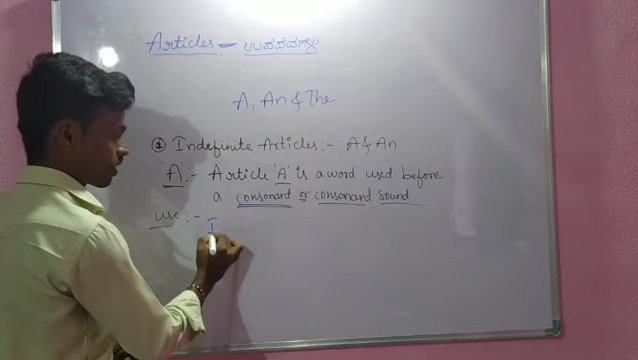 Articles - ಉಪಪದಗಳು
A, An & The
① Indefinite Articles:- A & An
'A':- Article 'A' is a word used before
a consonant or consonant sound.
Use:- I